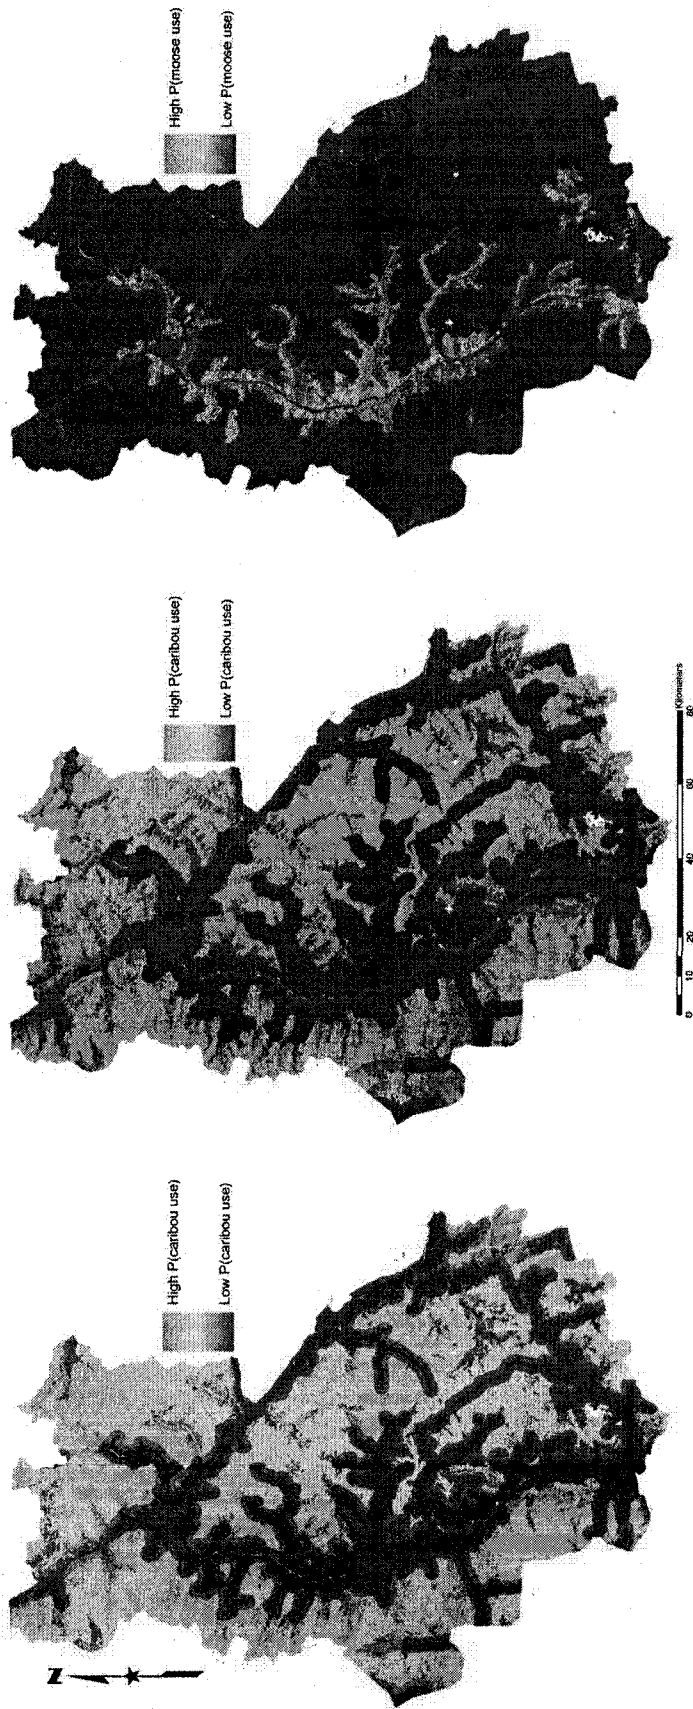 High P(moose use)
Low P(moose use)
High P(caribou use)
Low P(caribou use)
0 10 20 40 60 80
Kilometers
High P(caribou use)
Low P(caribou use)
N